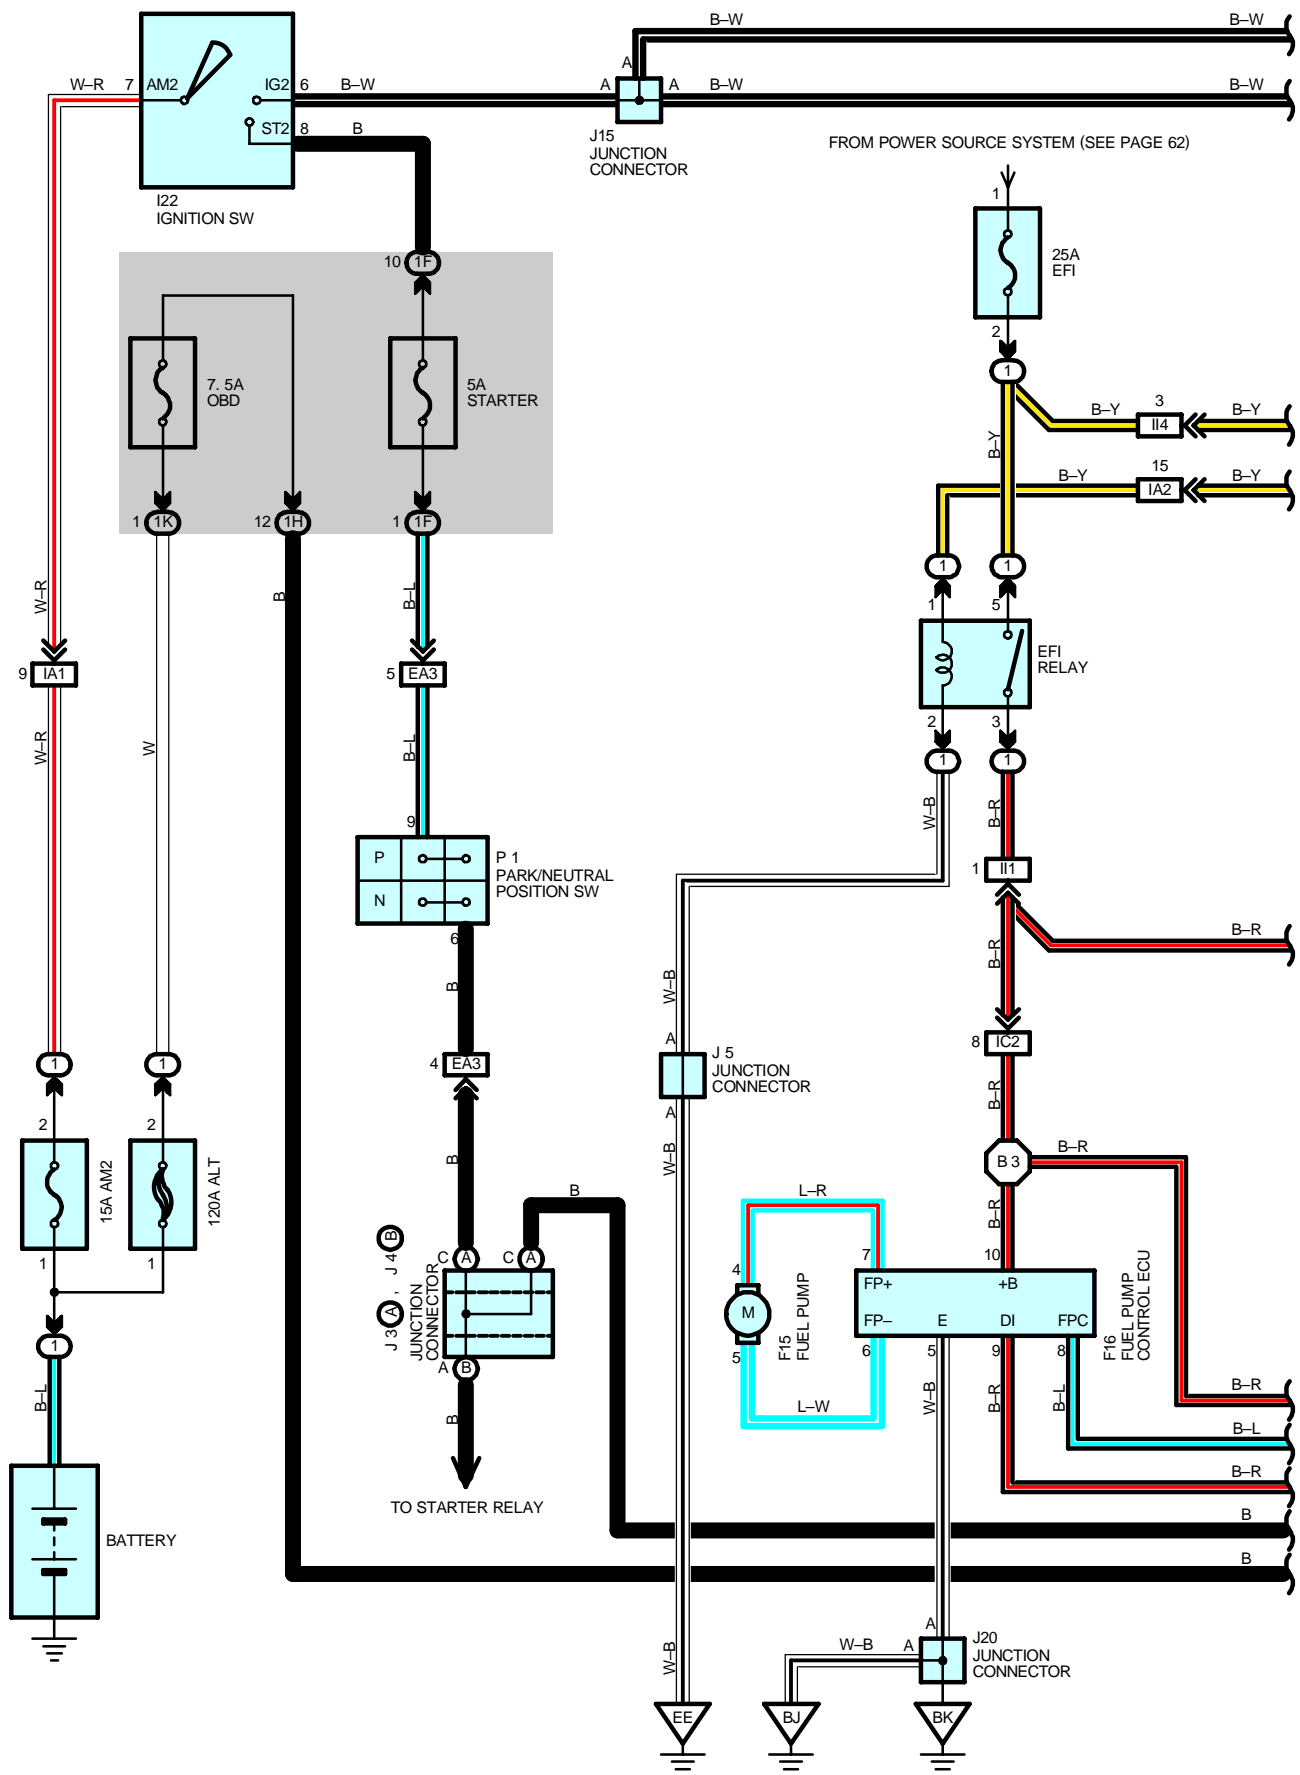 B–W
B–W
A
W–R
7
AM2
IG2
6
B–W
A
A
B–W
B–W
ST2
8
B
J15
JUNCTION
CONNECTOR
FROM POWER SOURCE SYSTEM (SEE PAGE 62)
I22
IGNITION SW
1
25A
EFI
2
1
10
1F
7. 5A
OBD
5A
STARTER
3
B–Y
II4
B–Y
B–Y
15
B–Y
IA2
B–Y
1
1K
12
1H
1
1F
1
1
1
5
W–R
B
B–L
9
IA1
5
EA3
EFI
RELAY
2
3
1
1
W–R
W
B–L
W–B
B–R
9
P
N
P 1
PARK/NEUTRAL
POSITION SW
6
1
II1
B–R
B–R
B
W–B
4
EA3
A
J 5
JUNCTION
CONNECTOR
A
8
IC2
B–R
1
1
2
2
15A AM2
120A ALT
1
1
B
W–B
B 3
B–R
B–R
B
L–R
C
A
C
A
J 3 A , J 4 B
JUNCTION
CONNECTOR
A
B
4
M
5
F15
FUEL PUMP
7
10
FP+
+B
FP–
E
DI
FPC
6
5
9
8
F16
FUEL PUMP
CONTROL ECU
1
B–L
B
L–W
W–B
B–R
B–L
B–R
B–L
B–R
TO STARTER RELAY
B
B
BATTERY
W–B
W–B
A
A
J20
JUNCTION
CONNECTOR
EE
BJ
BK